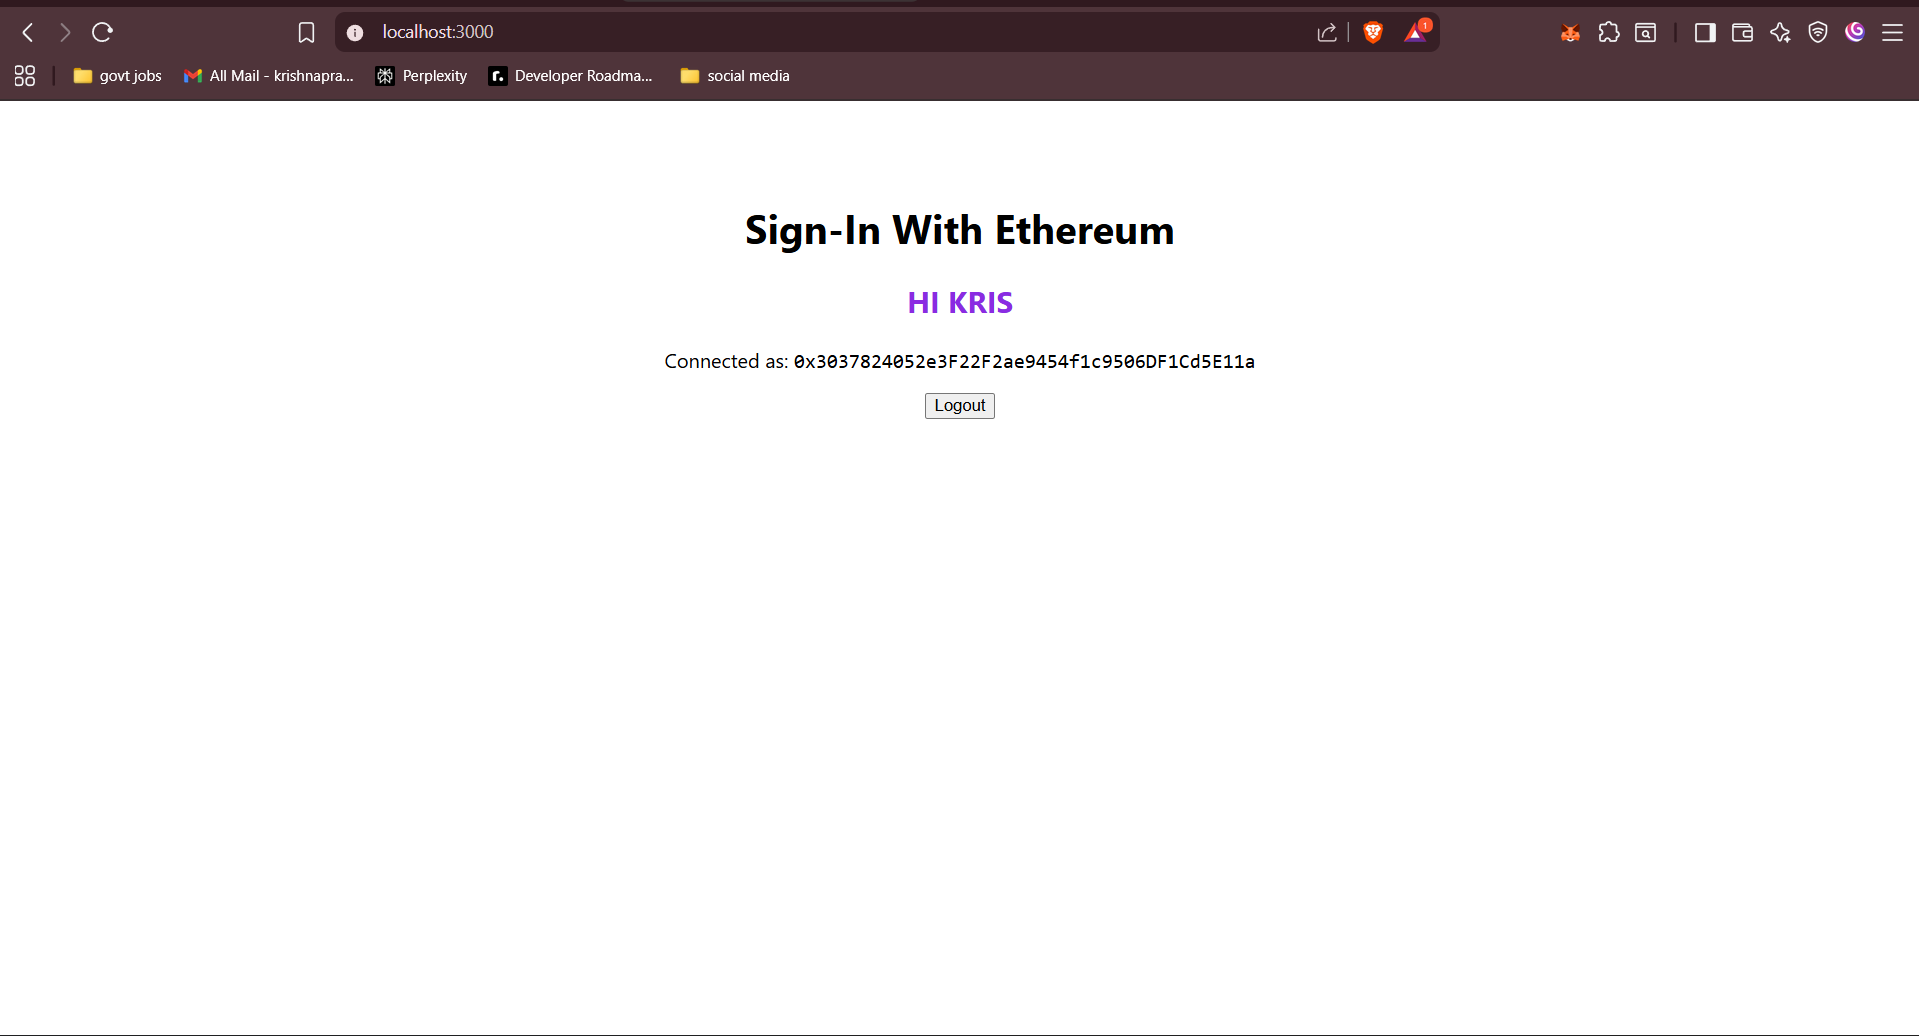 localhost:3000
1
govt jobs
All Mail - krishnapra...
Perplexity
Developer Roadma...
social media
Sign-In With Ethereum
HI KRIS
Connected as: 0x3037824052e3F22F2ae9454f1c9506DF1Cd5E11a
Logout